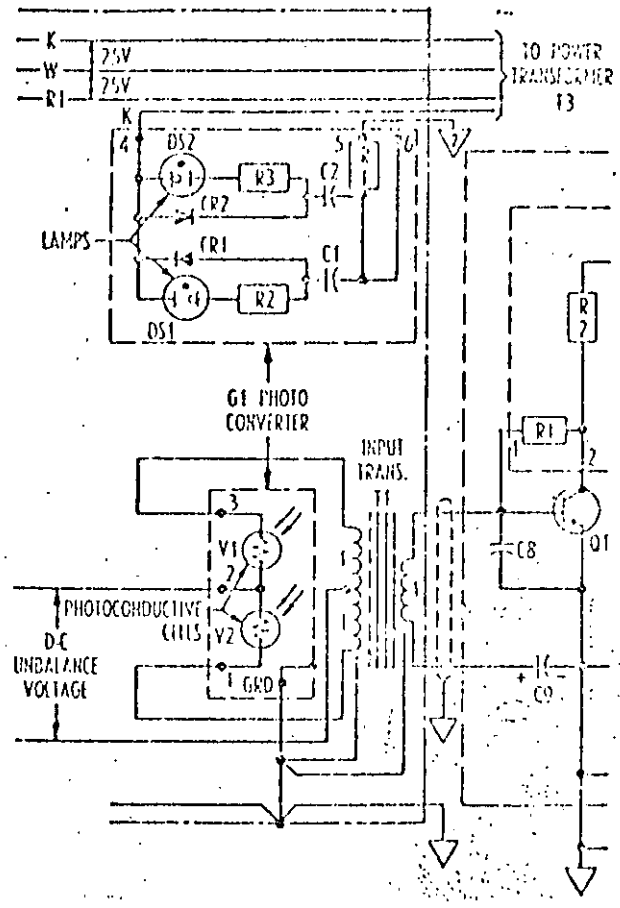 K
25V
W
25V
R1
TO POWER
TRANSFORMER
T3
K
4
DS2
5
6
R3
C2
CR2
LAMPS
CR1
C1
R2
DS1
R
2
G1 PHOTO
CONVERTER
INPUT
TRANS.
T1
R1
1
2
3
V1
Q1
C8
2
PHOTOCONDUCTIVE
CELLS
V2
D-C
UNBALANCE
VOLTAGE
1
GRD
+
-
C9